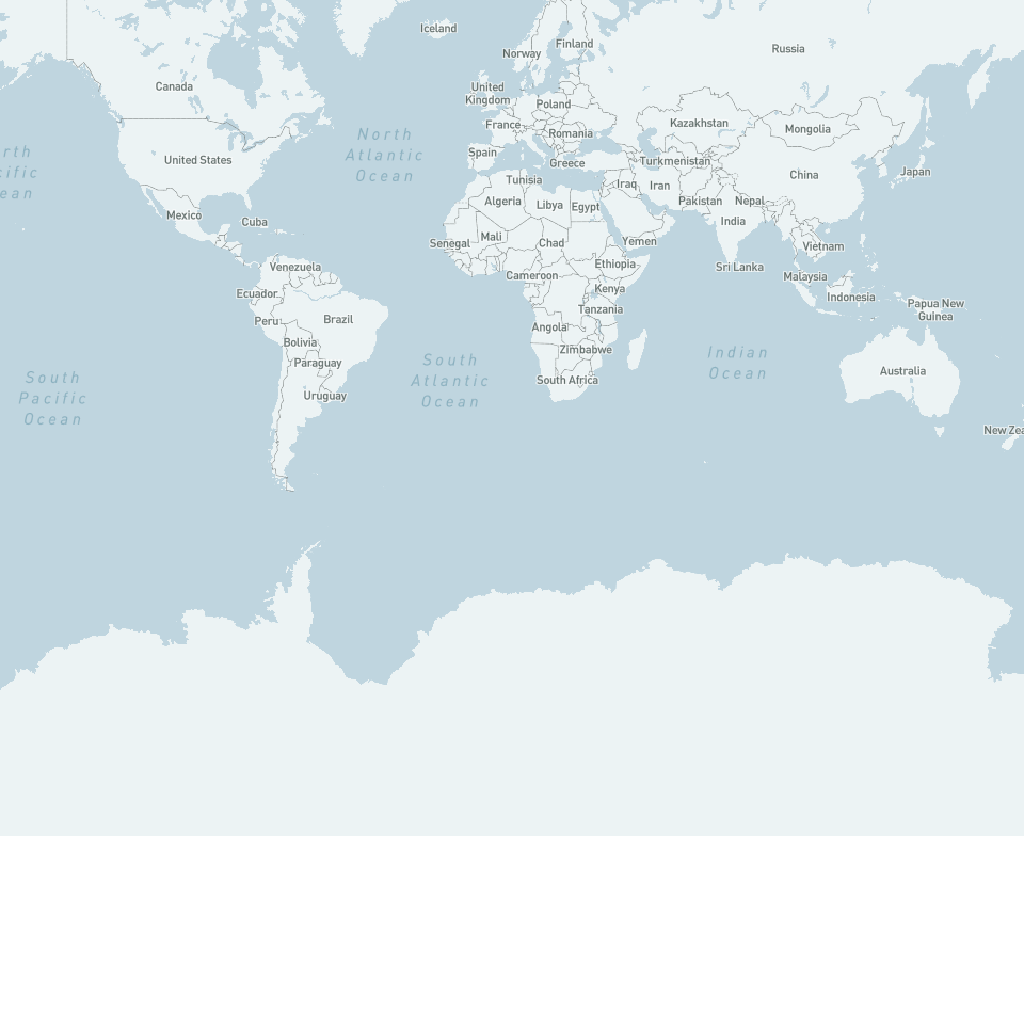 Iceland
Finland
Norway
Russia
Canada
United
Kingdom
Poland
Kazakhstan
Mongolia
France
Romania
North
Atlantic
Ocean
United States
Spain
Greece
Turkmenistan
China
Japan
Tunisia
Iraq
Iran
Algeria
Libya
Egypt
Pakistan
Nepal
Mexico
Cuba
India
Senegal
Mali
Chad
Yemen
Vietnam
Venezuela
Cameroon
Ethiopia
Sri Lanka
Malaysia
Ecuador
Kenya
Indonesia
Papua New
Guinea
Peru
Brazil
Angola
Tanzania
Bolivia
Zimbabwe
Indian
Ocean
Paraguay
South
Atlantic
Ocean
South Africa
Australia
South
Pacific
Ocean
Uruguay
New Zea
rth
cific
ean